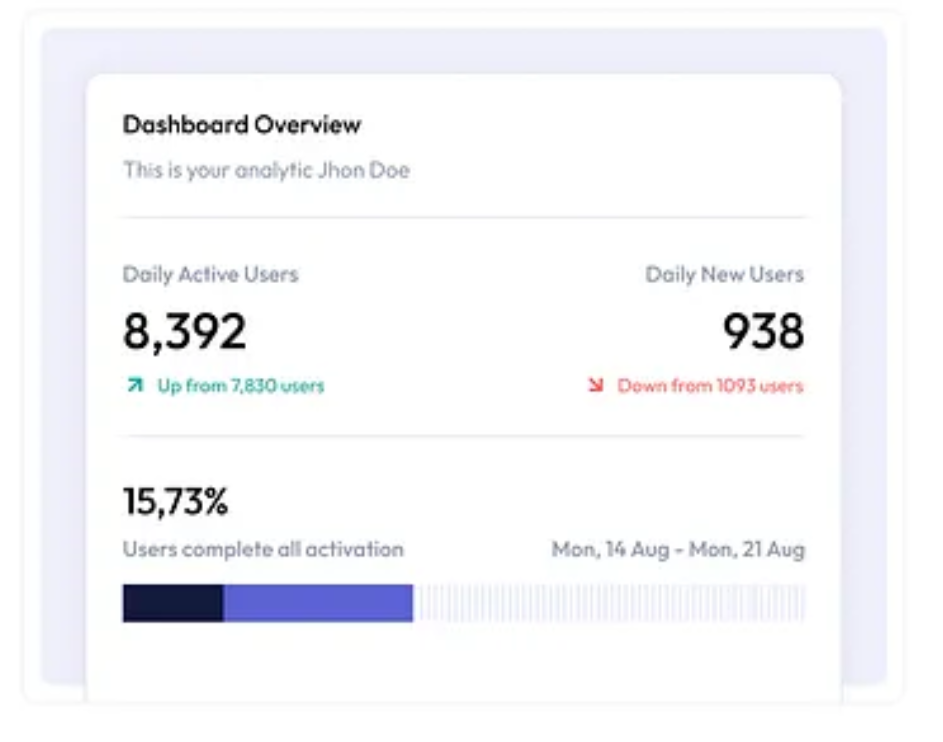 Dashboard Overview
This is your analytic Jhon Doe
Daily Active Users
Daily New Users
8,392
938
Up from 7,830 users
Down from 1093 users
15,73%
Users complete all activation
Mon, 14 Aug - Mon, 21 Aug